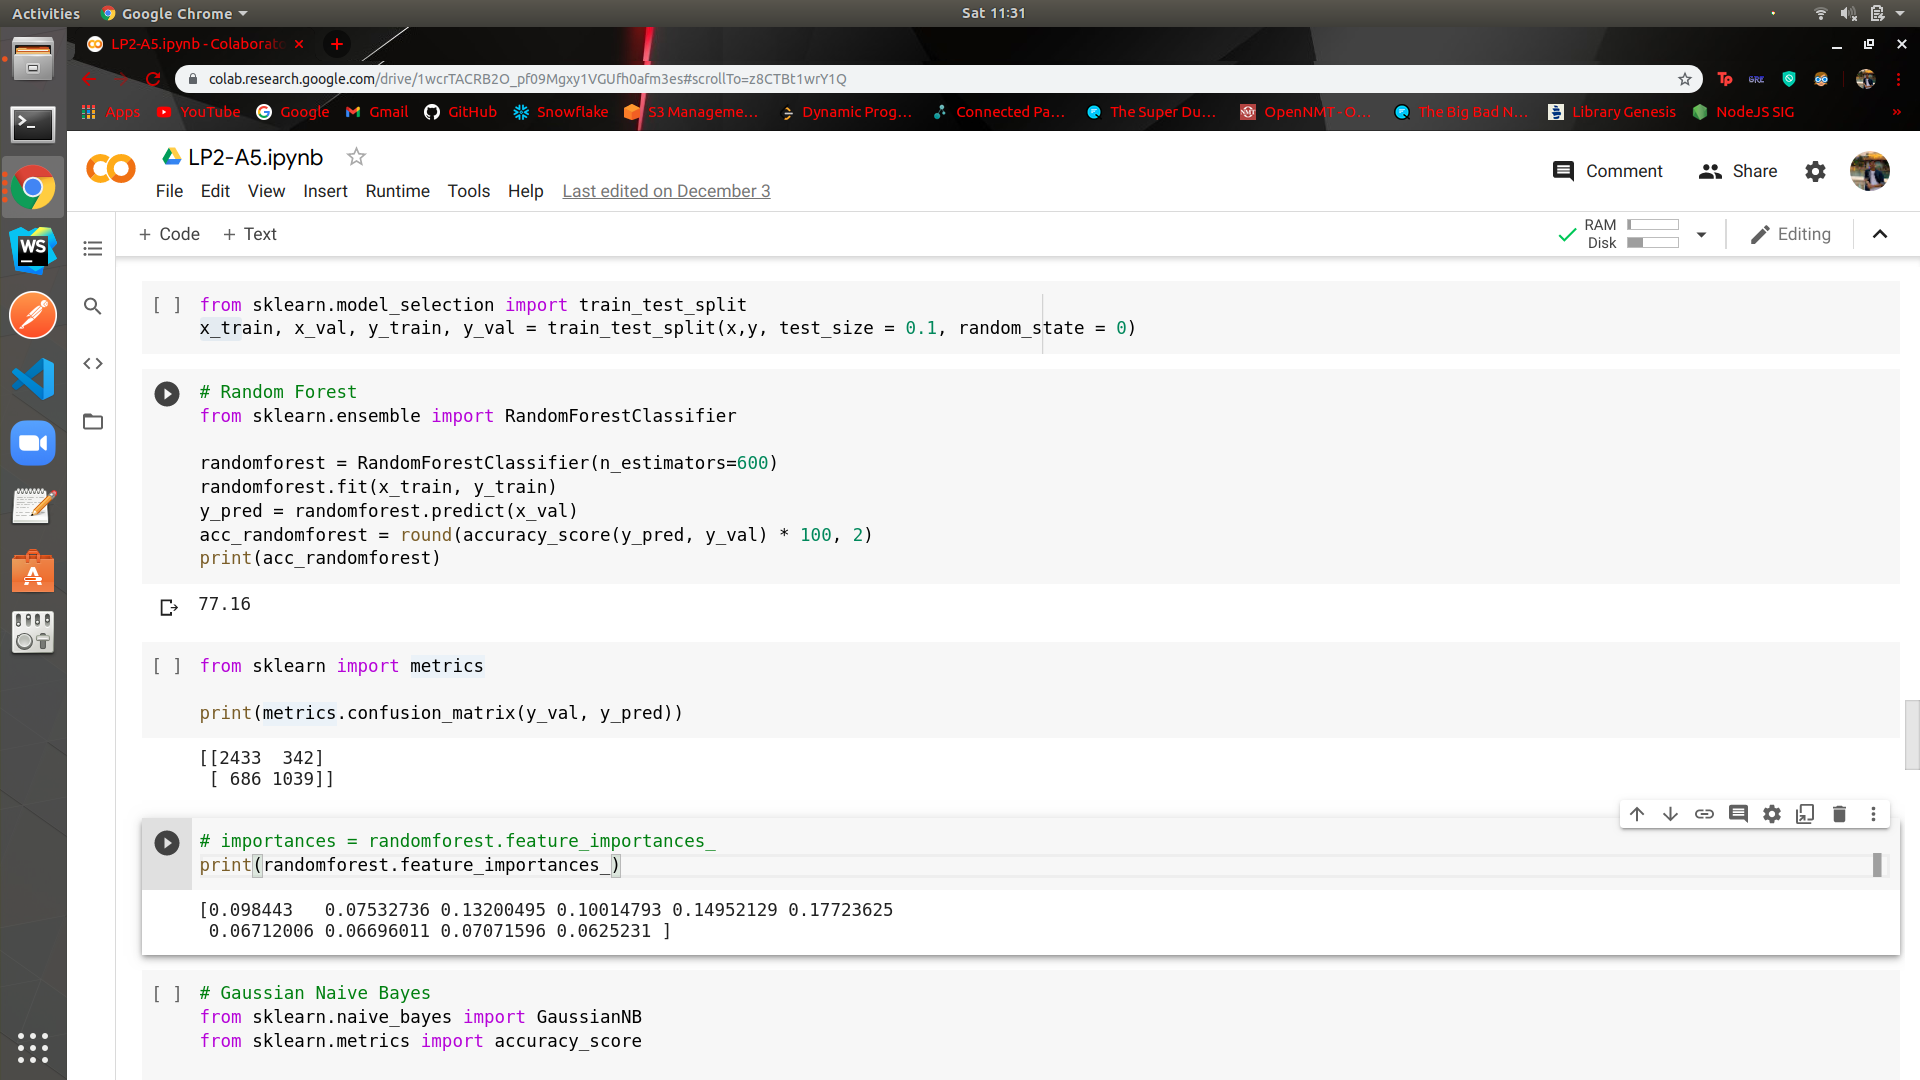 Activities
Google Chrome
Sat 11:31
LP2-A5.ipynb - Colaborato
colab.research.google.com/drive/1wcrTACRB2O_pf09Mgxy1VGUfh0afm3es#scrollTo=z8CTBt1wrY1Q
Apps YouTube Google Gmail GitHub Snowflake S3 Manageme... Dynamic Prog... Connected Pa... The Super Du... OpenNMT - O... The Big Bad N... Library Genesis NodeJS SIG »
LP2-A5.ipynb
File Edit View Insert Runtime Tools Help Last edited on December 3
Comment Share
+ Code + Text
RAM
Disk
Editing
[ ] from sklearn.model_selection import train_test_split
x_train, x_val, y_train, y_val = train_test_split(x,y, test_size = 0.1, random_state = 0)
# Random Forest
from sklearn.ensemble import RandomForestClassifier
randomforest = RandomForestClassifier(n_estimators=600)
randomforest.fit(x_train, y_train)
y_pred = randomforest.predict(x_val)
acc_randomforest = round(accuracy_score(y_pred, y_val) * 100, 2)
print(acc_randomforest)
77.16
[ ] from sklearn import metrics
print(metrics.confusion_matrix(y_val, y_pred))
[[2433  342]
[ 686 1039]]
# importances = randomforest.feature_importances_
print(randomforest.feature_importances_)
[0.098443   0.07532736 0.13200495 0.10014793 0.14952129 0.17723625
0.06712006 0.06696011 0.07071596 0.0625231 ]
[ ] # Gaussian Naive Bayes
from sklearn.naive_bayes import GaussianNB
from sklearn.metrics import accuracy_score